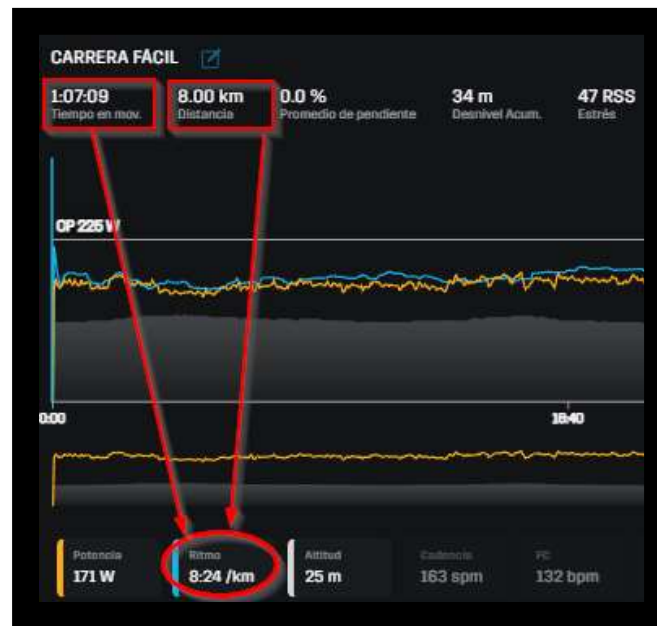 CARRERA FÁCIL
1:07:09 8.00 km 0.0 % 34 m 47 RSS
Tiempo en mov. Distancia Promedio de pendiente Desnivel Acum. Estrés
CP 225 W
0:00 18:40
Potencia Ritmo Altitud Cadencia FC
171 W 8:24 /km 25 m 163 spm 132 bpm